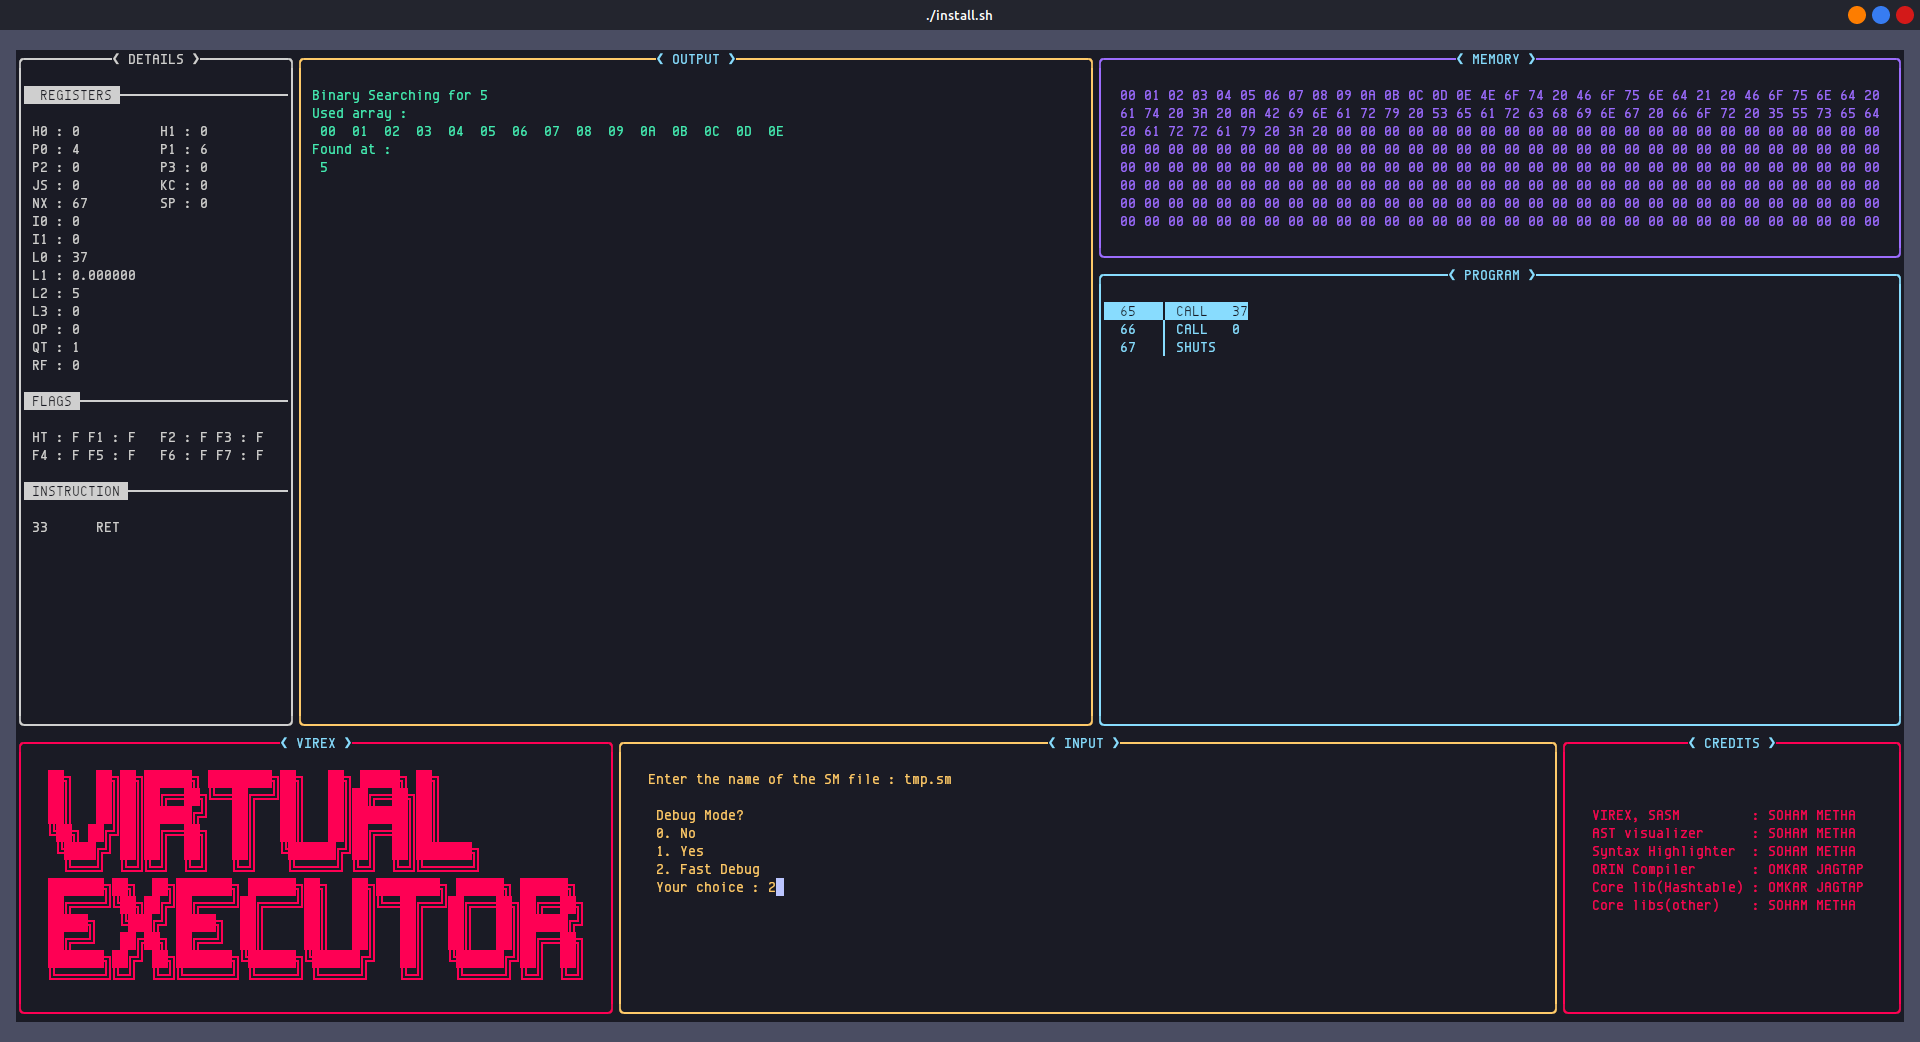 ./install.sh
❮ DETAILS ❯
REGISTERS
H0 : 0 H1 : 0
P0 : 4 P1 : 6
P2 : 0 P3 : 0
JS : 0 KC : 0
NX : 67 SP : 0
I0 : 0
I1 : 0
L0 : 37
L1 : 0.000000
L2 : 5
L3 : 0
OP : 0
QT : 1
RF : 0
FLAGS
HT : F F1 : F F2 : F F3 : F
F4 : F F5 : F F6 : F F7 : F
INSTRUCTION
33 RET
❮ OUTPUT ❯
Binary Searching for 5
Used array :
00 01 02 03 04 05 06 07 08 09 0A 0B 0C 0D 0E
Found at :
5
❮ MEMORY ❯
00 01 02 03 04 05 06 07 08 09 0A 0B 0C 0D 0E 4E 6F 74 20 46 6F 75 6E 64 21 20 46 6F 75 6E 64 20
61 74 20 3A 20 0A 42 69 6E 61 72 79 20 53 65 61 72 63 68 69 6E 67 20 66 6F 72 20 35 55 73 65 64
20 61 72 72 61 79 20 3A 20 00 00 00 00 00 00 00 00 00 00 00 00 00 00 00 00 00 00 00 00 00 00 00
00 00 00 00 00 00 00 00 00 00 00 00 00 00 00 00 00 00 00 00 00 00 00 00 00 00 00 00 00 00 00 00
00 00 00 00 00 00 00 00 00 00 00 00 00 00 00 00 00 00 00 00 00 00 00 00 00 00 00 00 00 00 00 00
00 00 00 00 00 00 00 00 00 00 00 00 00 00 00 00 00 00 00 00 00 00 00 00 00 00 00 00 00 00 00 00
00 00 00 00 00 00 00 00 00 00 00 00 00 00 00 00 00 00 00 00 00 00 00 00 00 00 00 00 00 00 00 00
00 00 00 00 00 00 00 00 00 00 00 00 00 00 00 00 00 00 00 00 00 00 00 00 00 00 00 00 00 00 00 00
❮ PROGRAM ❯
65 CALL 37
66 CALL 0
67 SHUTS
❮ VIREX ❯
VIRTUAL
EXECUTOR
❮ INPUT ❯
Enter the name of the SM file : tmp.sm
Debug Mode?
0. No
1. Yes
2. Fast Debug
Your choice : 2
❮ CREDITS ❯
VIREX, SASM : SOHAM METHA
AST visualizer : SOHAM METHA
Syntax Highlighter : SOHAM METHA
ORIN Compiler : OMKAR JAGTAP
Core lib(Hashtable) : OMKAR JAGTAP
Core libs(other) : SOHAM METHA